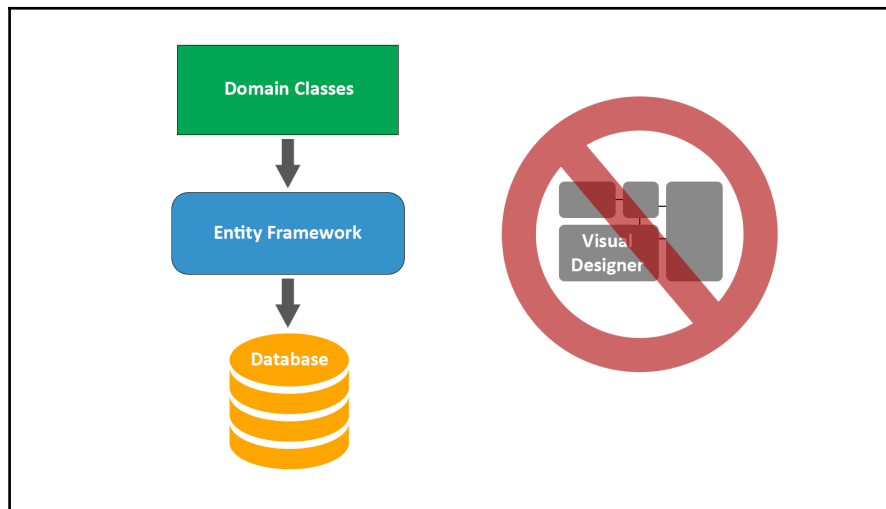 Domain Classes
Entity Framework
Database
Visual
Designer